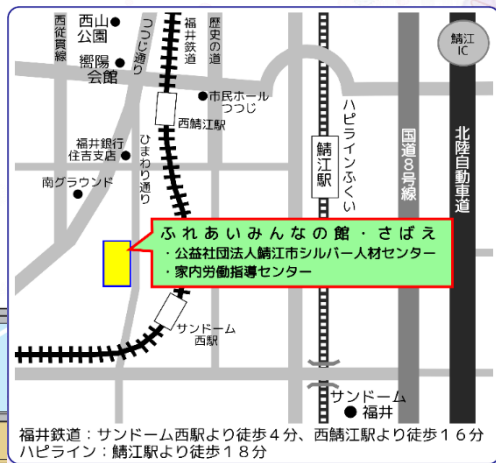 西山
公園
嚮陽
会館
西従貫線
つつじ通り
福井鉄道
歴史の道
市民ホール
つつじ
西鯖江駅
福井銀行
住吉支店
ひまわり通り
南グラウンド
鯖江駅
ハピラインふくい
国道8号線
北陸自動車道
鯖江
IC
ふれあいみんなの館・さばえ
・公益社団法人鯖江市シルバー人材センター
・家内労働指導センター
サンドーム
西駅
サンドーム
福井
福井鉄道：サンドーム西駅より徒歩4分、西鯖江駅より徒歩16分
ハピライン：鯖江駅より徒歩18分